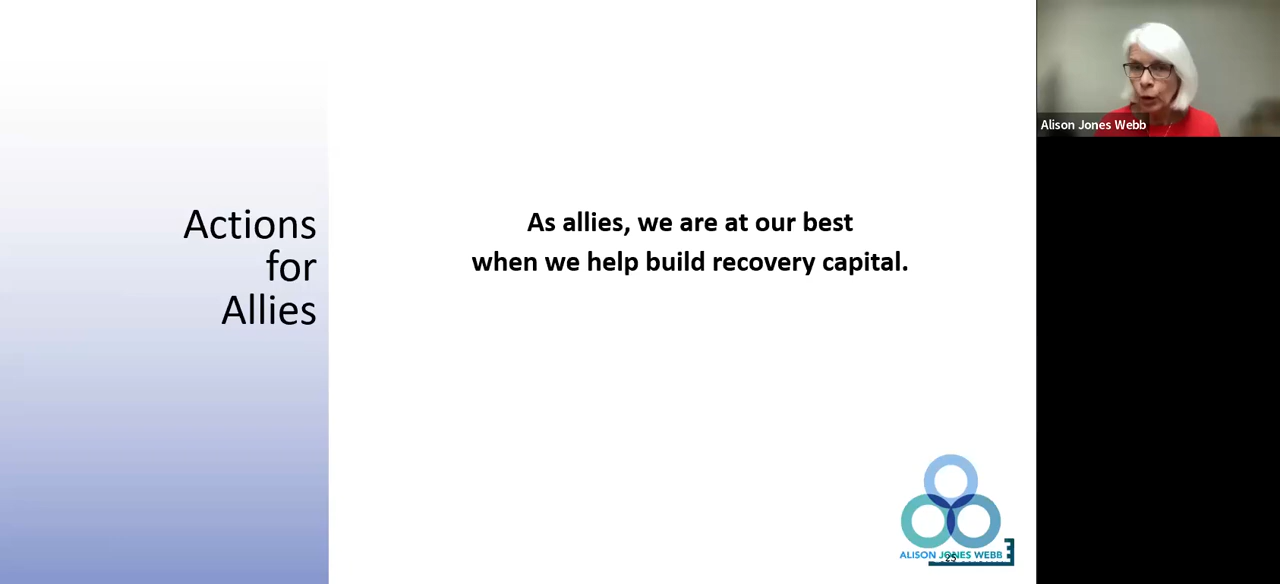 Actions
for
Allies
As allies, we are at our best
when we help build recovery capital.
Alison Jones Webb
ALISON JONES WEBB
25